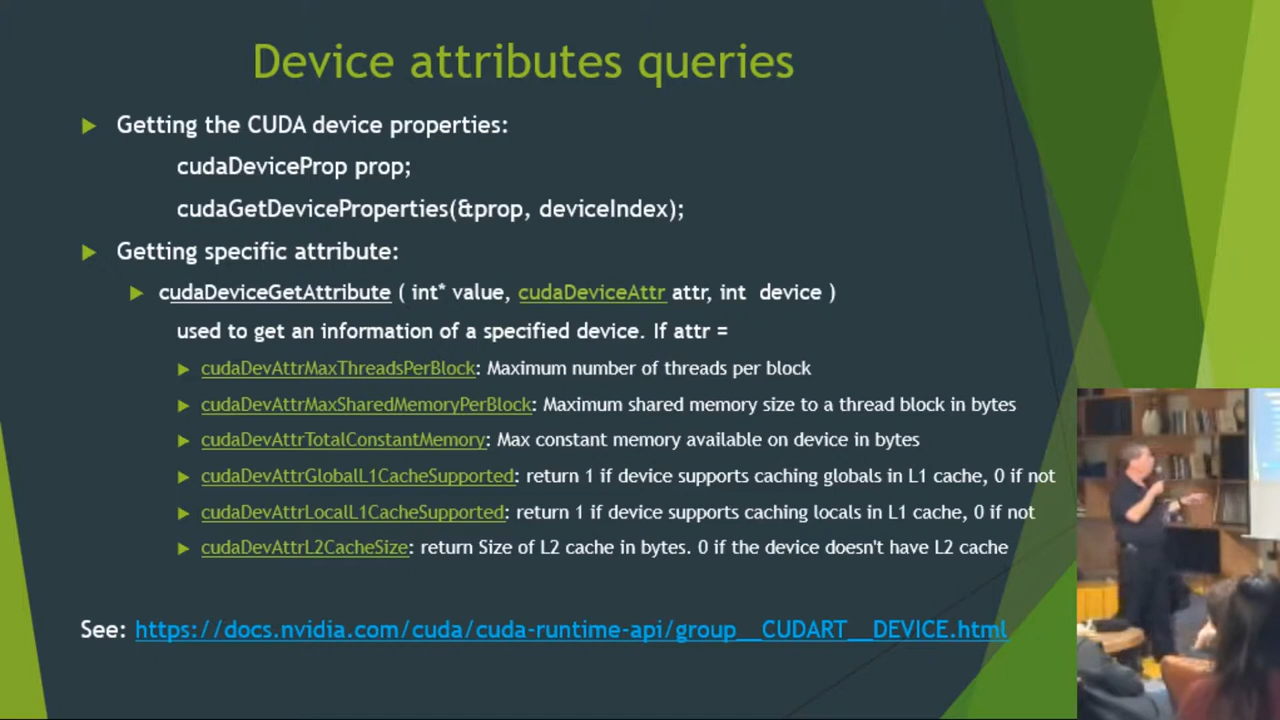 Device attributes queries
Getting the CUDA device properties:
cudaDeviceProp prop;
cudaGetDeviceProperties(&prop, deviceIndex);
Getting specific attribute:
cudaDeviceGetAttribute ( int* value, cudaDeviceAttr attr, int device )
used to get an information of a specified device. If attr =
cudaDevAttrMaxThreadsPerBlock: Maximum number of threads per block
cudaDevAttrMaxSharedMemoryPerBlock: Maximum shared memory size to a thread block in bytes
cudaDevAttrTotalConstantMemory: Max constant memory available on device in bytes
cudaDevAttrGlobalL1CacheSupported: return 1 if device supports caching globals in L1 cache, 0 if not
cudaDevAttrLocalL1CacheSupported: return 1 if device supports caching locals in L1 cache, 0 if not
cudaDevAttrL2CacheSize: return Size of L2 cache in bytes. 0 if the device doesn't have L2 cache
See: https://docs.nvidia.com/cuda/cuda-runtime-api/group__CUDART__DEVICE.html